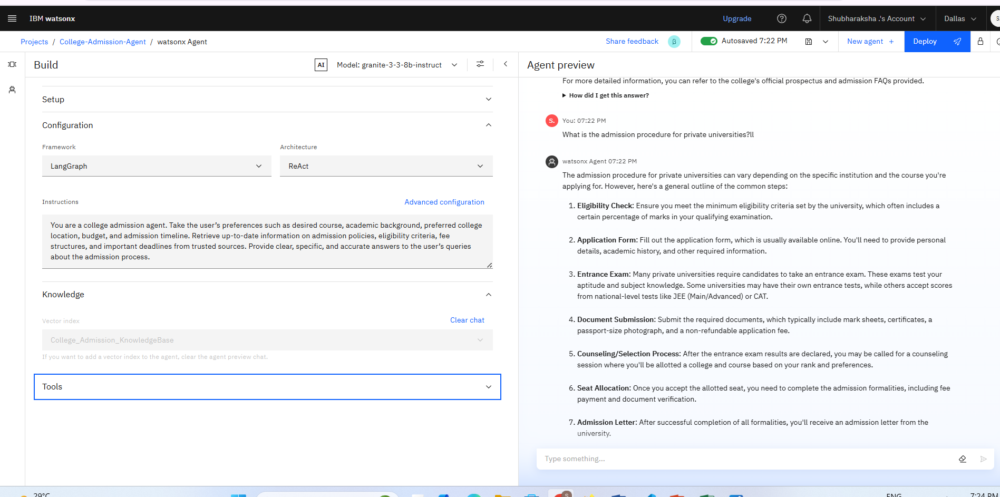 IBM watsonx
Upgrade
Shubharaksha .'s Account
Dallas
S.
Projects / College-Admission-Agent / watsonx Agent
Share feedback
β
Autosaved 7:22 PM
New agent +
Deploy
Build
AI
Model: granite-3-3-8b-instruct
Setup
Configuration
Framework
Architecture
LangGraph
ReAct
Instructions
Advanced configuration
You are a college admission agent. Take the user’s preferences such as desired course, academic background, preferred college
location, budget, and admission timeline. Retrieve up-to-date information on admission policies, eligibility criteria, fee
structures, and important deadlines from trusted sources. Provide clear, specific, and accurate answers to the user’s queries
about the admission process.
Knowledge
Vector index
Clear chat
College_Admission_KnowledgeBase
If you want to add a vector index to the agent, clear the agent preview chat.
Tools
Agent preview
For more detailed information, you can refer to the college's official prospectus and admission FAQs provided.
How did I get this answer?
S.
You: 07:22 PM
What is the admission procedure for private universities?ll
watsonx Agent 07:22 PM
The admission procedure for private universities can vary depending on the specific institution and the course you're
applying for. However, here's a general outline of the common steps:
1. Eligibility Check: Ensure you meet the minimum eligibility criteria set by the university, which often includes a
certain percentage of marks in your qualifying examination.
2. Application Form: Fill out the application form, which is usually available online. You'll need to provide personal
details, academic history, and other required information.
3. Entrance Exam: Many private universities require candidates to take an entrance exam. These exams test your
aptitude and subject knowledge. Some universities may have their own entrance tests, while others accept scores
from national-level tests like JEE (Main/Advanced) or CAT.
4. Document Submission: Submit the required documents, which typically include mark sheets, certificates, a
passport-size photograph, and a non-refundable application fee.
5. Counseling/Selection Process: After the entrance exam results are declared, you may be called for a counseling
session where you'll be allotted a college and course based on your rank and preferences.
6. Seat Allocation: Once you accept the allotted seat, you need to complete the admission formalities, including fee
payment and document verification.
7. Admission Letter: After successful completion of all formalities, you'll receive an admission letter from the
university.
Type something...
29°C
S
ENG
7:24 PM